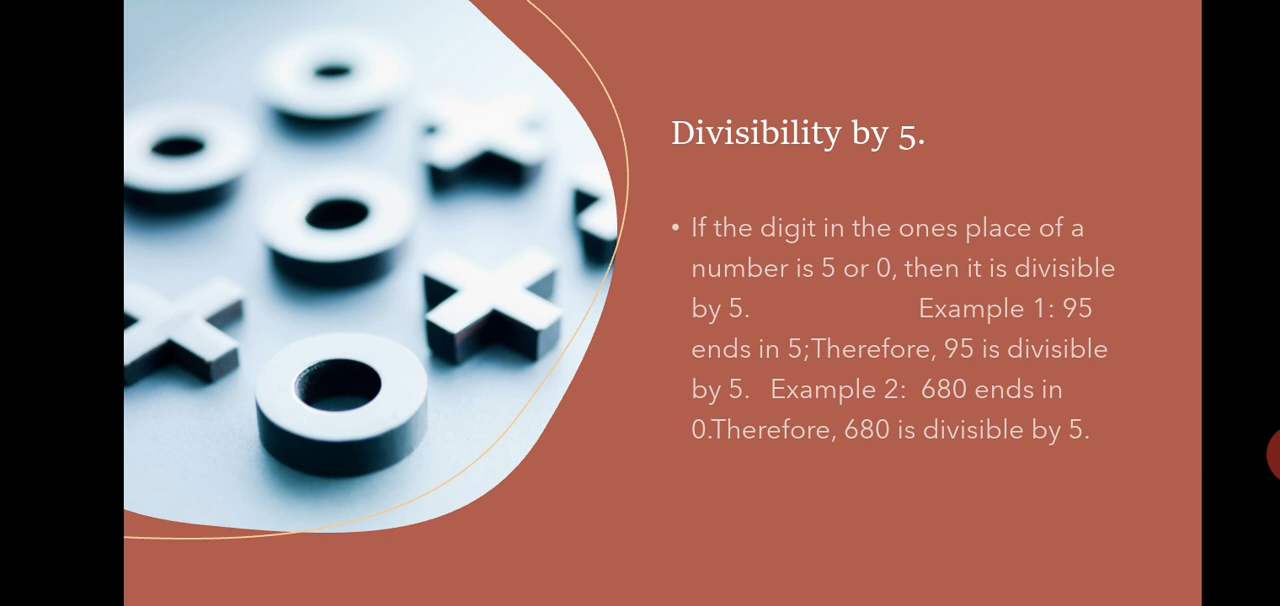 Divisibility by 5.
• If the digit in the ones place of a
number is 5 or 0, then it is divisible
by 5. Example 1: 95
ends in 5;Therefore, 95 is divisible
by 5. Example 2: 680 ends in
0.Therefore, 680 is divisible by 5.